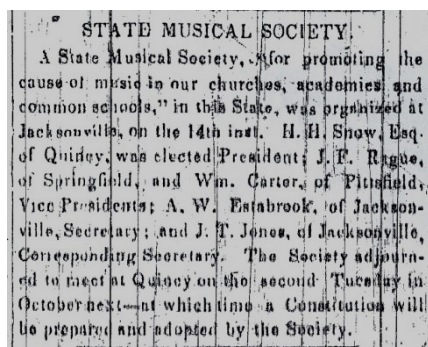 STATE MUSICAL SOCIETY.
A State Musical Society, "for promoting the
cause of music in our churches, academies and
common schools," in this State, was organized at
Jacksonville, on the 14th inst. H. H. Snow, Esq.
of Quincy, was elected President; J. F. Rague,
of Springfield, and Wm. Carter, of Pittsfield,
Vice Presidents; A. W. Estabrook, of Jackson-
ville, Secretary; and J. T. Jones, of Jacksonville,
Corresponding Secretary. The Society adjourn-
ed to meet at Quincy on the second Tuesday in
October next—at which time a Constitution will
be prepared and adopted by the Society.